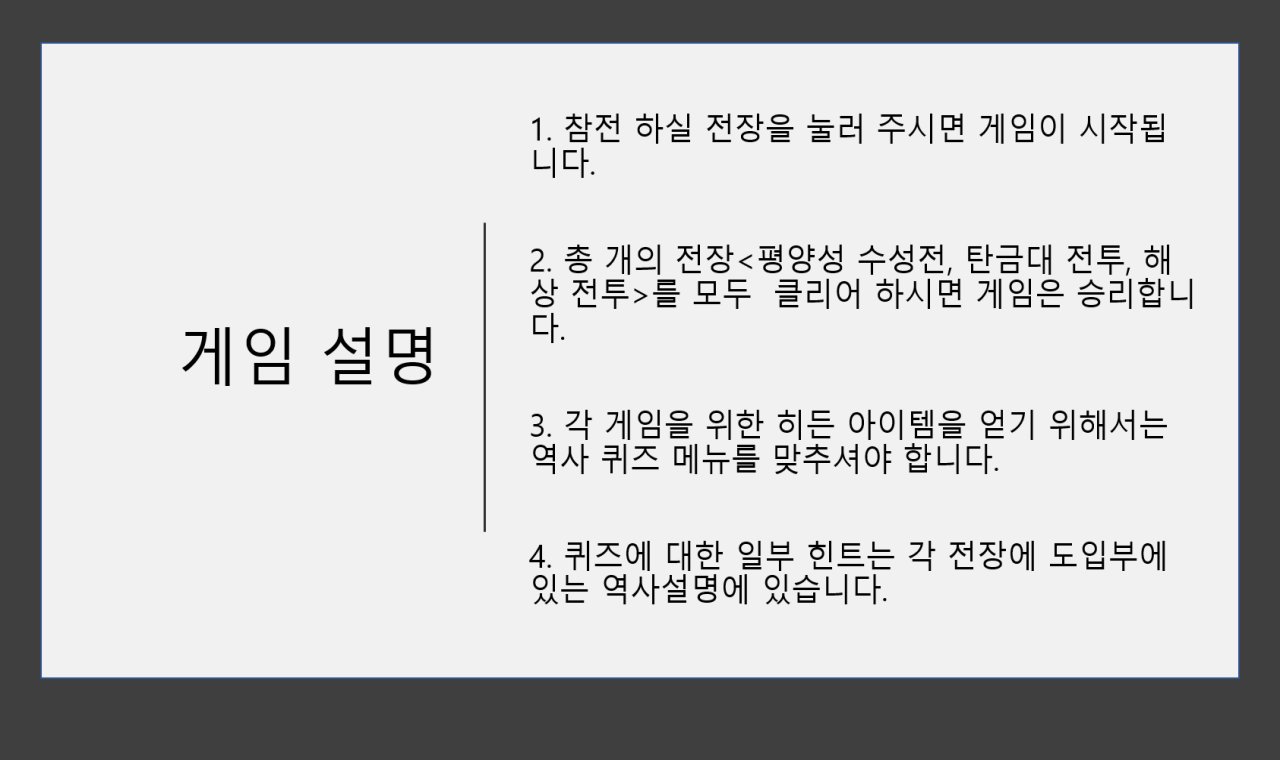 게임 설명
1. 참전 하실 전장을 눌러 주시면 게임이 시작됩
니다.
2. 총 개의 전장<평양성 수성전, 탄금대 전투, 해
상 전투>를 모두  클리어 하시면 게임은 승리합니
다.
3. 각 게임을 위한 히든 아이템을 얻기 위해서는
역사 퀴즈 메뉴를 맞추셔야 합니다.
4. 퀴즈에 대한 일부 힌트는 각 전장에 도입부에
있는 역사설명에 있습니다.